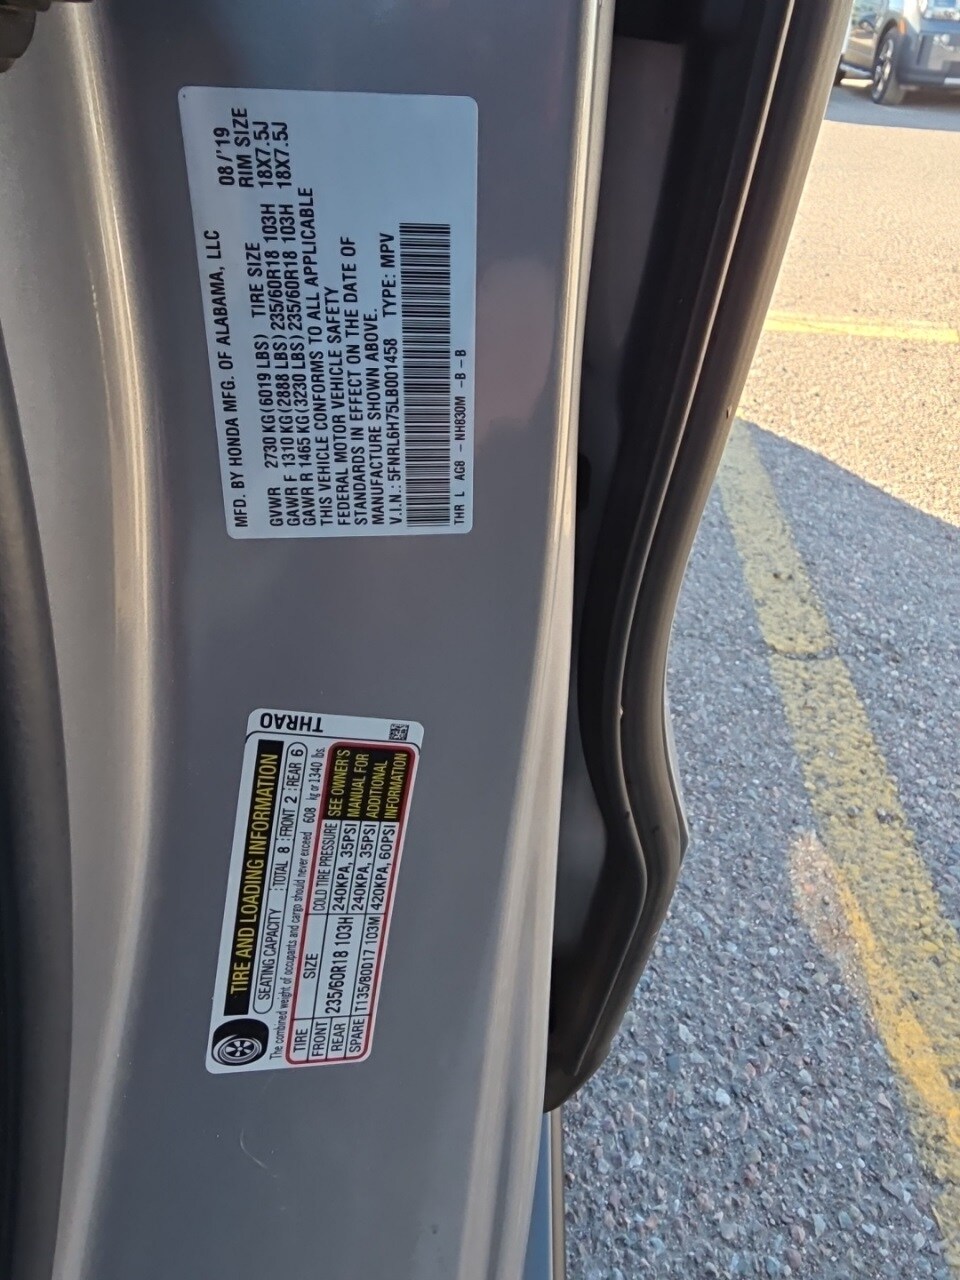 MFD. BY HONDA MFG. OF ALABAMA, LLC 08/'19
TIRE SIZE RIM SIZE
GVWR 2730 KG(6019 LBS)
GAWR F 1310 KG(2888 LBS) 235/60R18 103H 18X7.5J
GAWR R 1465 KG(3230 LBS) 235/60R18 103H 18X7.5J
THIS VEHICLE CONFORMS TO ALL APPLICABLE
FEDERAL MOTOR VEHICLE SAFETY
STANDARDS IN EFFECT ON THE DATE OF
MANUFACTURE SHOWN ABOVE.
V.I.N.: 5FNRL6H75LB001458 TYPE: MPV
THR L AG8 - NH830M -B -B
TIRE AND LOADING INFORMATION
THRAO
SEATING CAPACITY :TOTAL 8 :FRONT 2 :REAR 6
The combined weight of occupants and cargo should never exceed 608 kg or 1340 lbs.
TIRE SIZE COLD TIRE PRESSURE
FRONT 235/60R18 103H 240KPA, 35PSI
REAR 240KPA, 35PSI
SPARE T135/80D17 103M 420KPA, 60PSI
SEE OWNER'S
MANUAL FOR
ADDITIONAL
INFORMATION